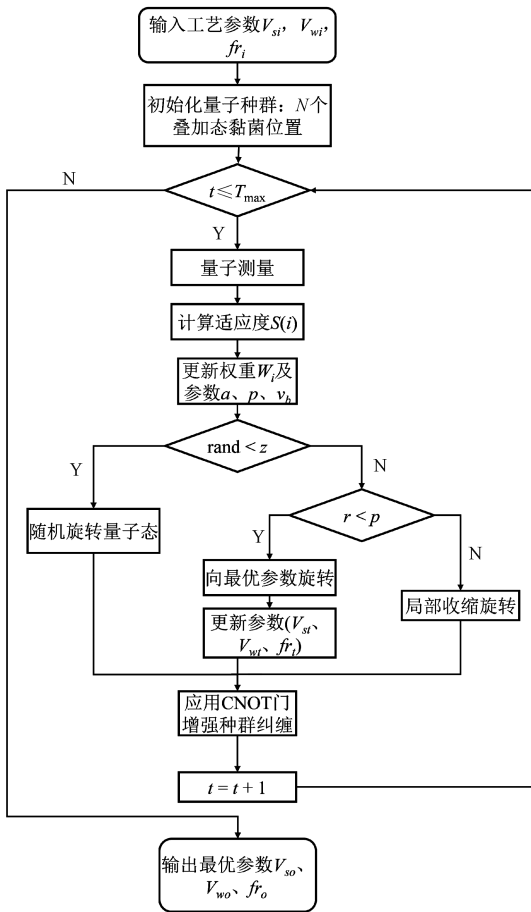 输入工艺参数Vsi，Vwi，
fri
初始化量子种群：N个
叠加态黏菌位置
N
t≤Tmax
Y
量子测量
计算适应度S(i)
更新权重Wi及
参数a、p、vb
rand < z
Y
N
r < p
随机旋转量子态
Y
N
向最优参数旋转
局部收缩旋转
更新参数(Vst、
Vwt、frt)
应用CNOT门
增强种群纠缠
t = t + 1
输出最优参数Vso、
Vwo、fro